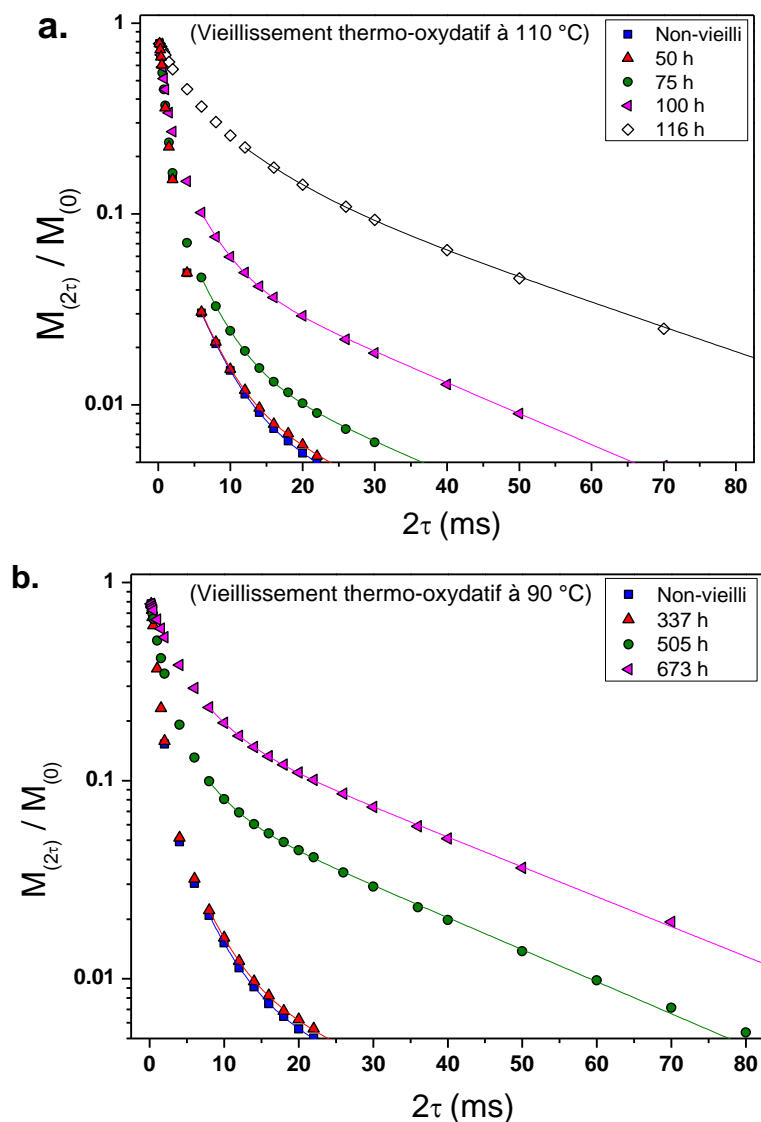 a.
(Vieillissement thermo-oxydatif à 110 °C)
Non-vieilli
50 h
75 h
100 h
116 h
1
0.1
0.01
M(2τ) / M(0)
0 10 20 30 40 50 60 70 80
2τ (ms)
b.
(Vieillissement thermo-oxydatif à 90 °C)
Non-vieilli
337 h
505 h
673 h
1
0.1
0.01
M(2τ) / M(0)
0 10 20 30 40 50 60 70 80
2τ (ms)